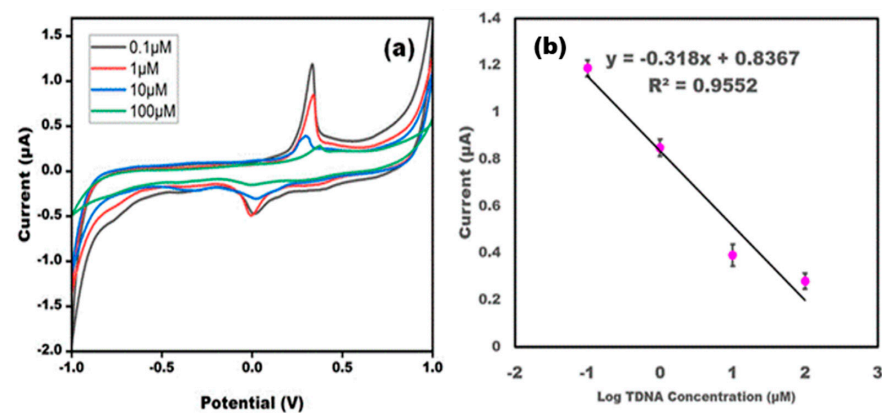 (a)
0.1µM
1µM
10µM
100µM
1.5
1.0
0.5
0.0
-0.5
-1.0
-1.5
-2.0
Current (µA)
-1.0 -0.5 0.0 0.5 1.0
Potential (V)
(b)
y = -0.318x + 0.8367
R² = 0.9552
1.4
1.2
1
0.8
0.6
0.4
0.2
0
Current (µA)
-2 -1 0 1 2 3
Log TDNA Concentration (µM)